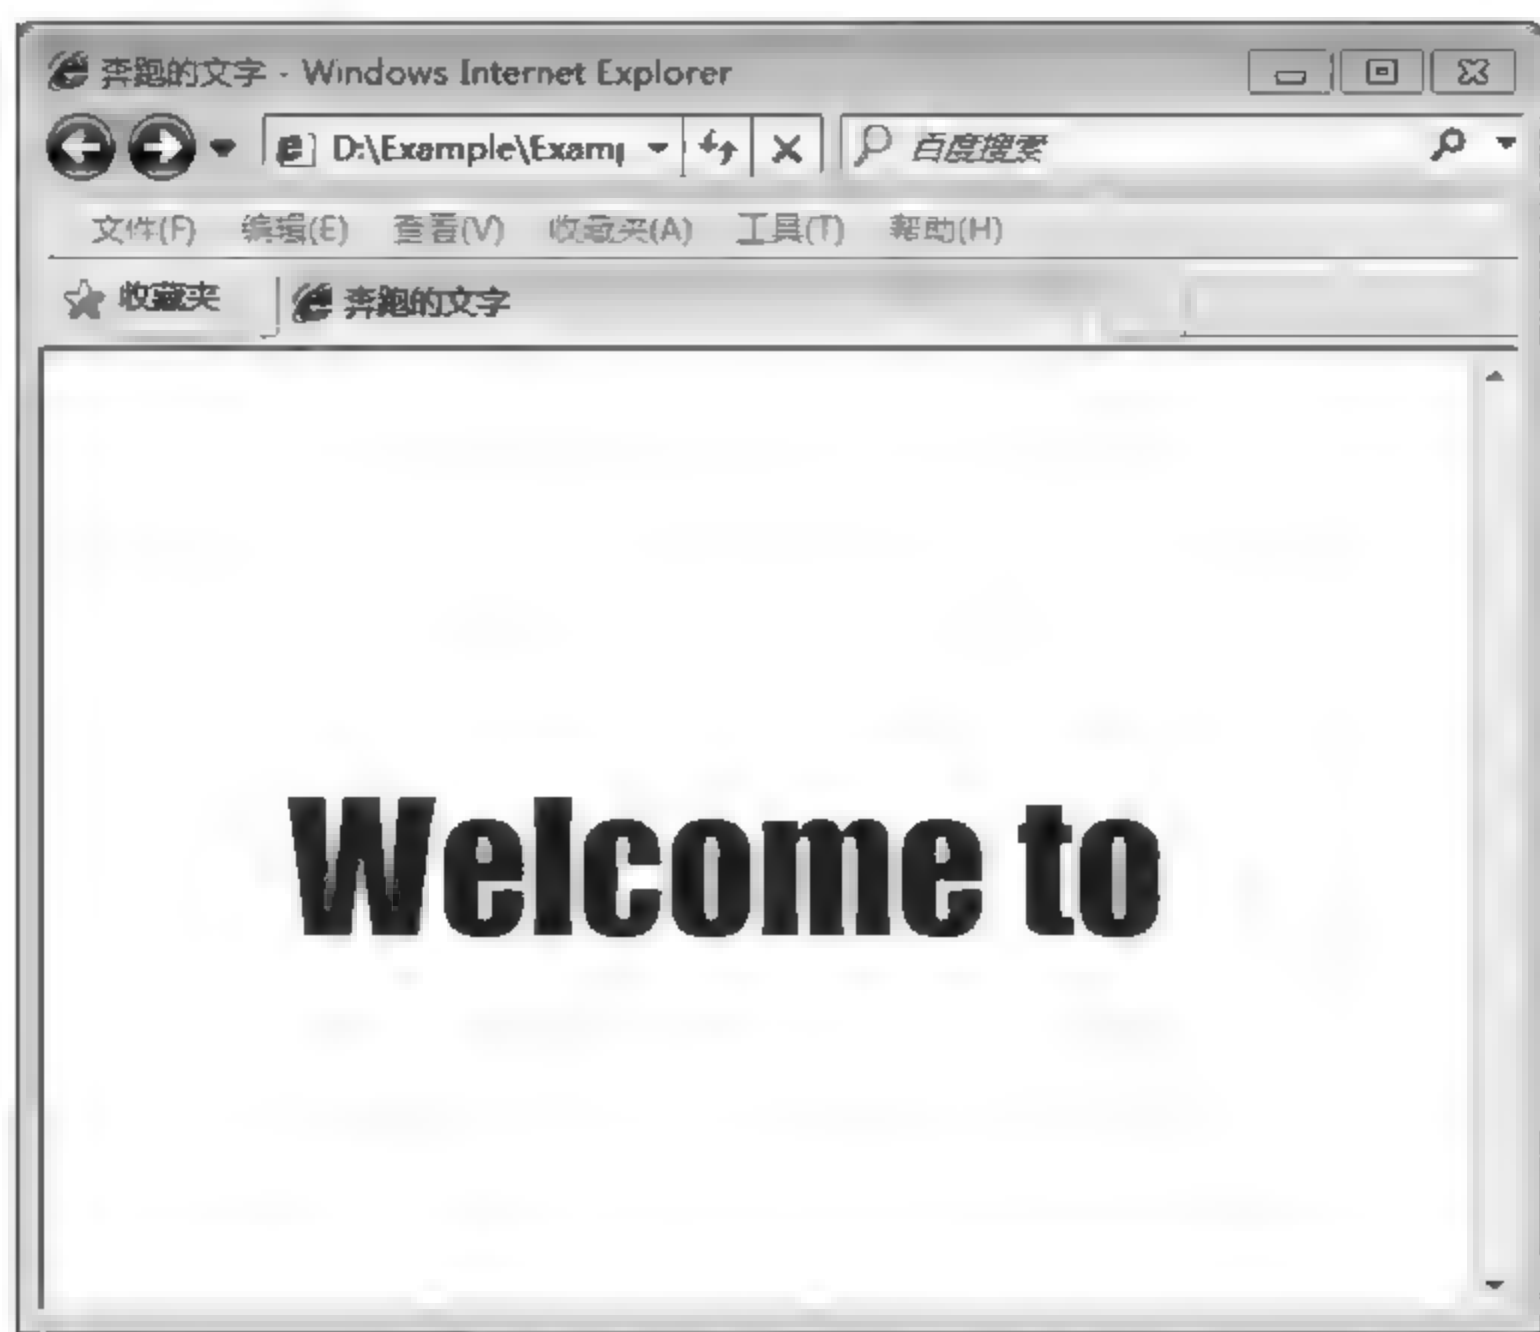 奔跑的文字 - Windows Internet Explorer
D:\Example\Examp
百度搜索
文件(F) 编辑(E) 查看(V) 收藏夹(A) 工具(T) 帮助(H)
收藏夹 奔跑的文字
Welcome to